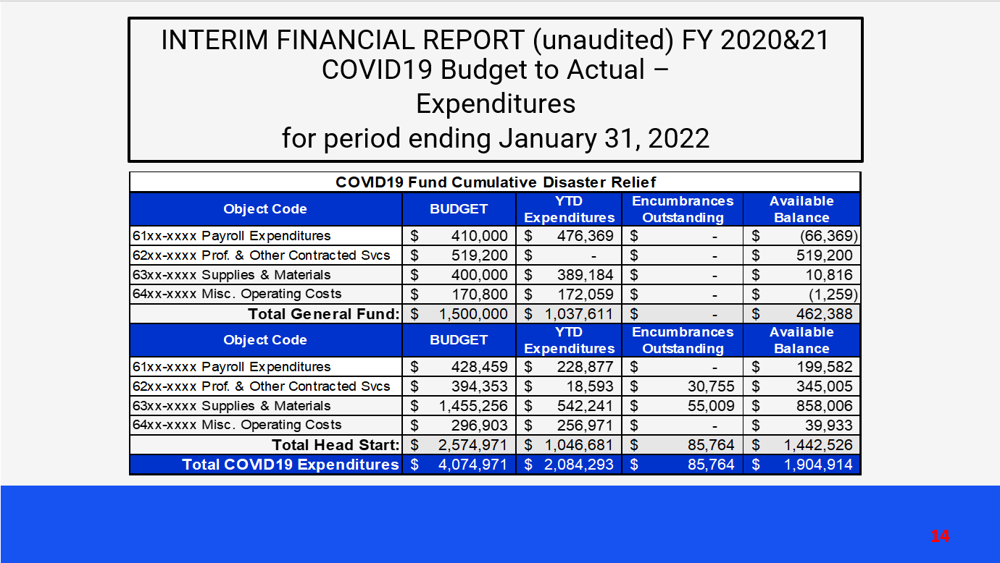 INTERIM FINANCIAL REPORT (unaudited) FY 2020&21
COVID19 Budget to Actual –
Expenditures
for period ending January 31, 2022
COVID19 Fund Cumulative Disaster Relief
Object Code BUDGET YTD Expenditures Encumbrances Outstanding Available Balance
61xx-xxxx Payroll Expenditures $ 410,000 $ 476,369 $ - $ (66,369)
62xx-xxxx Prof. & Other Contracted Svcs $ 519,200 $ - $ - $ 519,200
63xx-xxxx Supplies & Materials $ 400,000 $ 389,184 $ - $ 10,816
64xx-xxxx Misc. Operating Costs $ 170,800 $ 172,059 $ - $ (1,259)
Total General Fund: $ 1,500,000 $ 1,037,611 $ - $ 462,388
Object Code BUDGET YTD Expenditures Encumbrances Outstanding Available Balance
61xx-xxxx Payroll Expenditures $ 428,459 $ 228,877 $ - $ 199,582
62xx-xxxx Prof. & Other Contracted Svcs $ 394,353 $ 18,593 $ 30,755 $ 345,005
63xx-xxxx Supplies & Materials $ 1,455,256 $ 542,241 $ 55,009 $ 858,006
64xx-xxxx Misc. Operating Costs $ 296,903 $ 256,971 $ - $ 39,933
Total Head Start: $ 2,574,971 $ 1,046,681 $ 85,764 $ 1,442,526
Total COVID19 Expenditures $ 4,074,971 $ 2,084,293 $ 85,764 $ 1,904,914
14